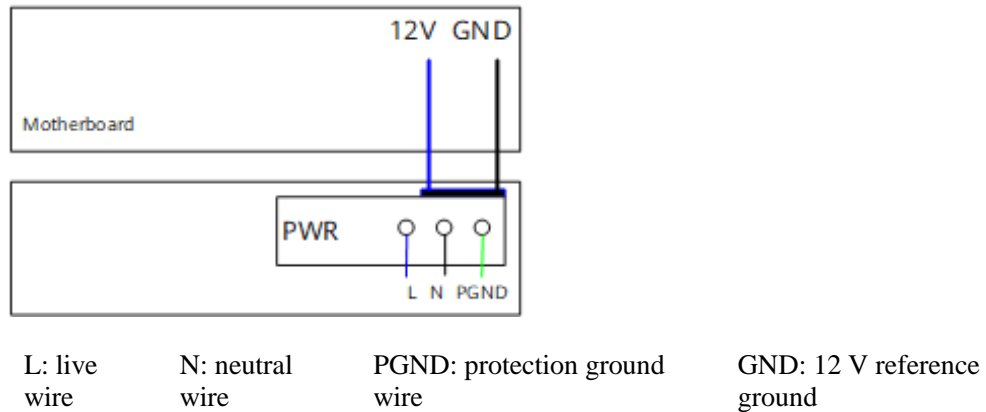 12V GND
Motherboard
PWR
L N PGND
L: live wire
N: neutral wire
PGND: protection ground wire
GND: 12 V reference ground